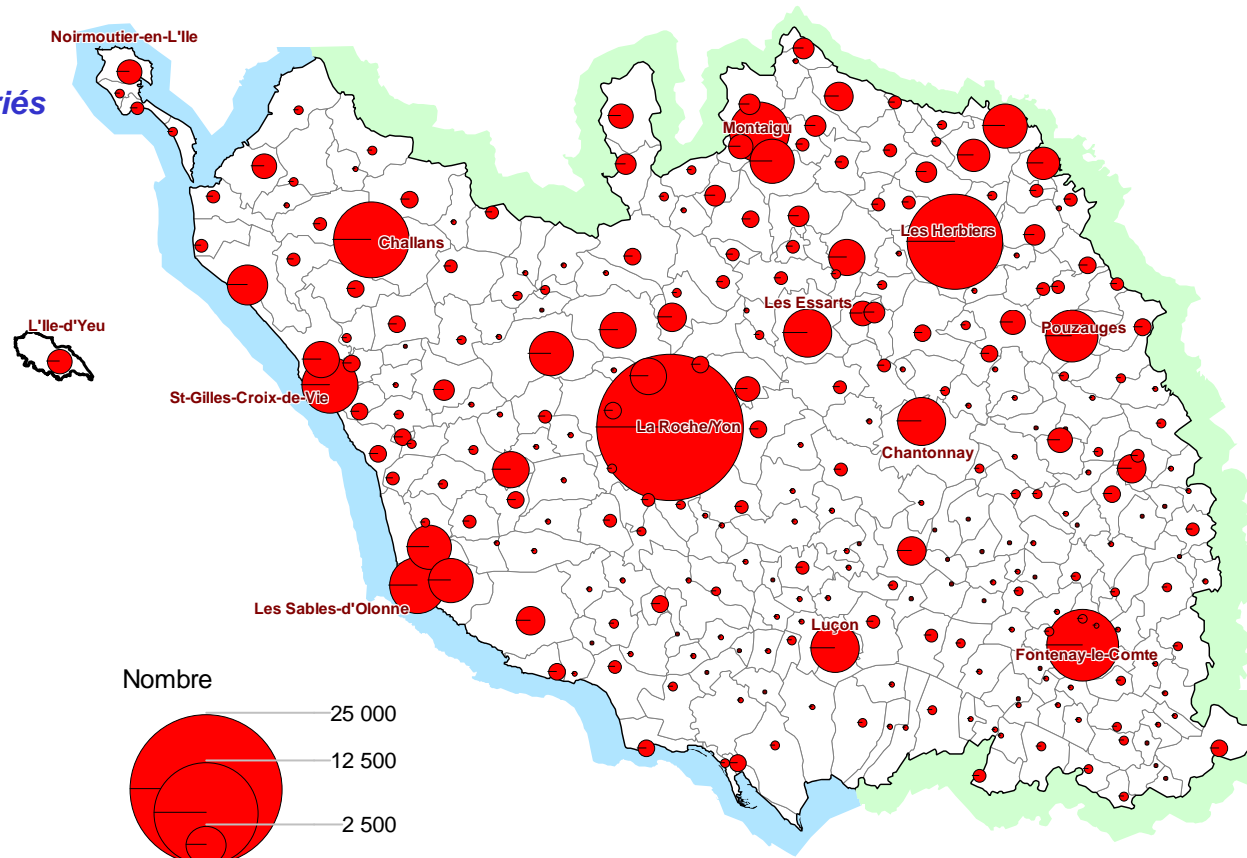 Noirmoutier-en-L'Ile
riés
Montaigu
Les Herbiers
Challans
Les Essarts
L'Ile-d'Yeu
Pouzauges
St-Gilles-Croix-de-Vie
La Roche/Yon
Chantonnay
Les Sables-d'Olonne
Luçon
Fontenay-le-Comte
Nombre
25 000
12 500
2 500